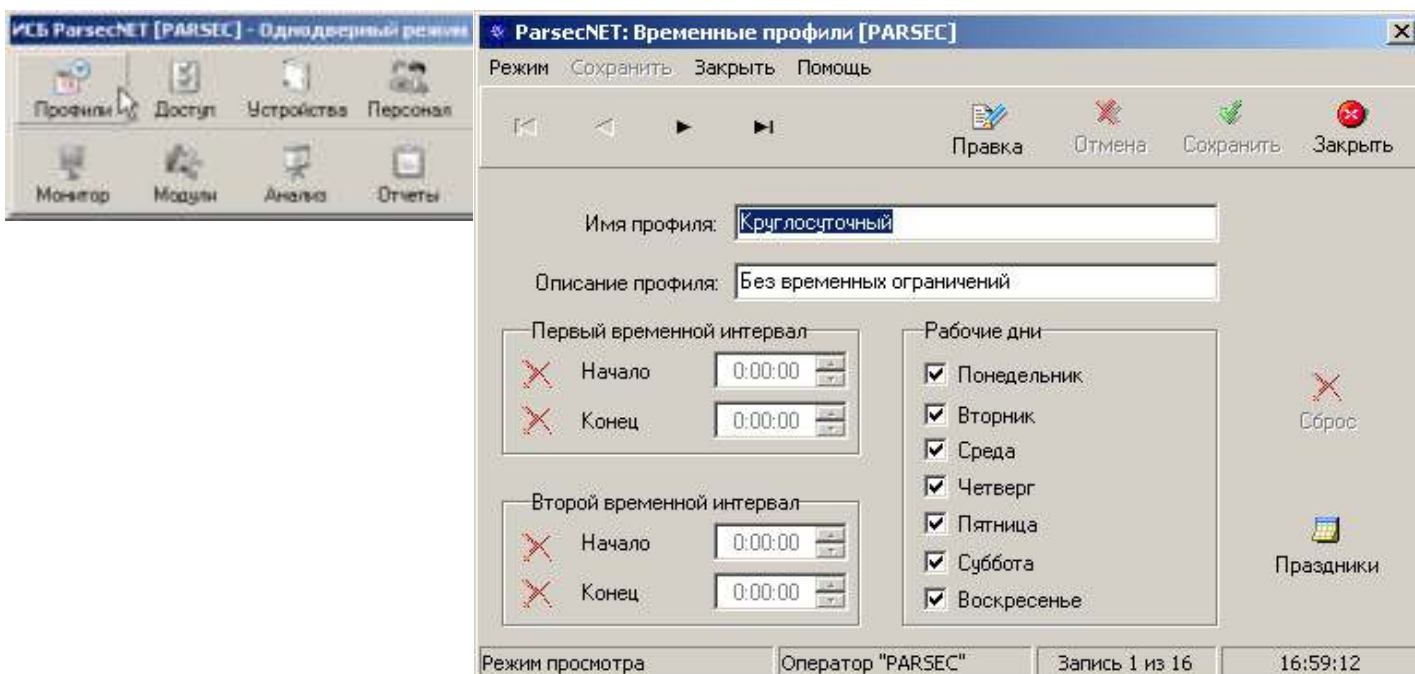 ИСБ ParsecNET [PARSEC] - Однодверный режим
Профили Доступ Устройства Персонал
Монитор Модули Анализ Отчеты
ParsecNET: Временные профили [PARSEC]
Режим Сохранить Закрыть Помощь
Правка Отмена Сохранить Закрыть
Имя профиля: Круглосуточный
Описание профиля: Без временных ограничений
Первый временной интервал
Начало 0:00:00
Конец 0:00:00
Второй временной интервал
Начало 0:00:00
Конец 0:00:00
Рабочие дни
Понедельник
Вторник
Среда
Четверг
Пятница
Суббота
Воскресенье
Сброс
Праздники
Режим просмотра Оператор "PARSEC" Запись 1 из 16 16:59:12